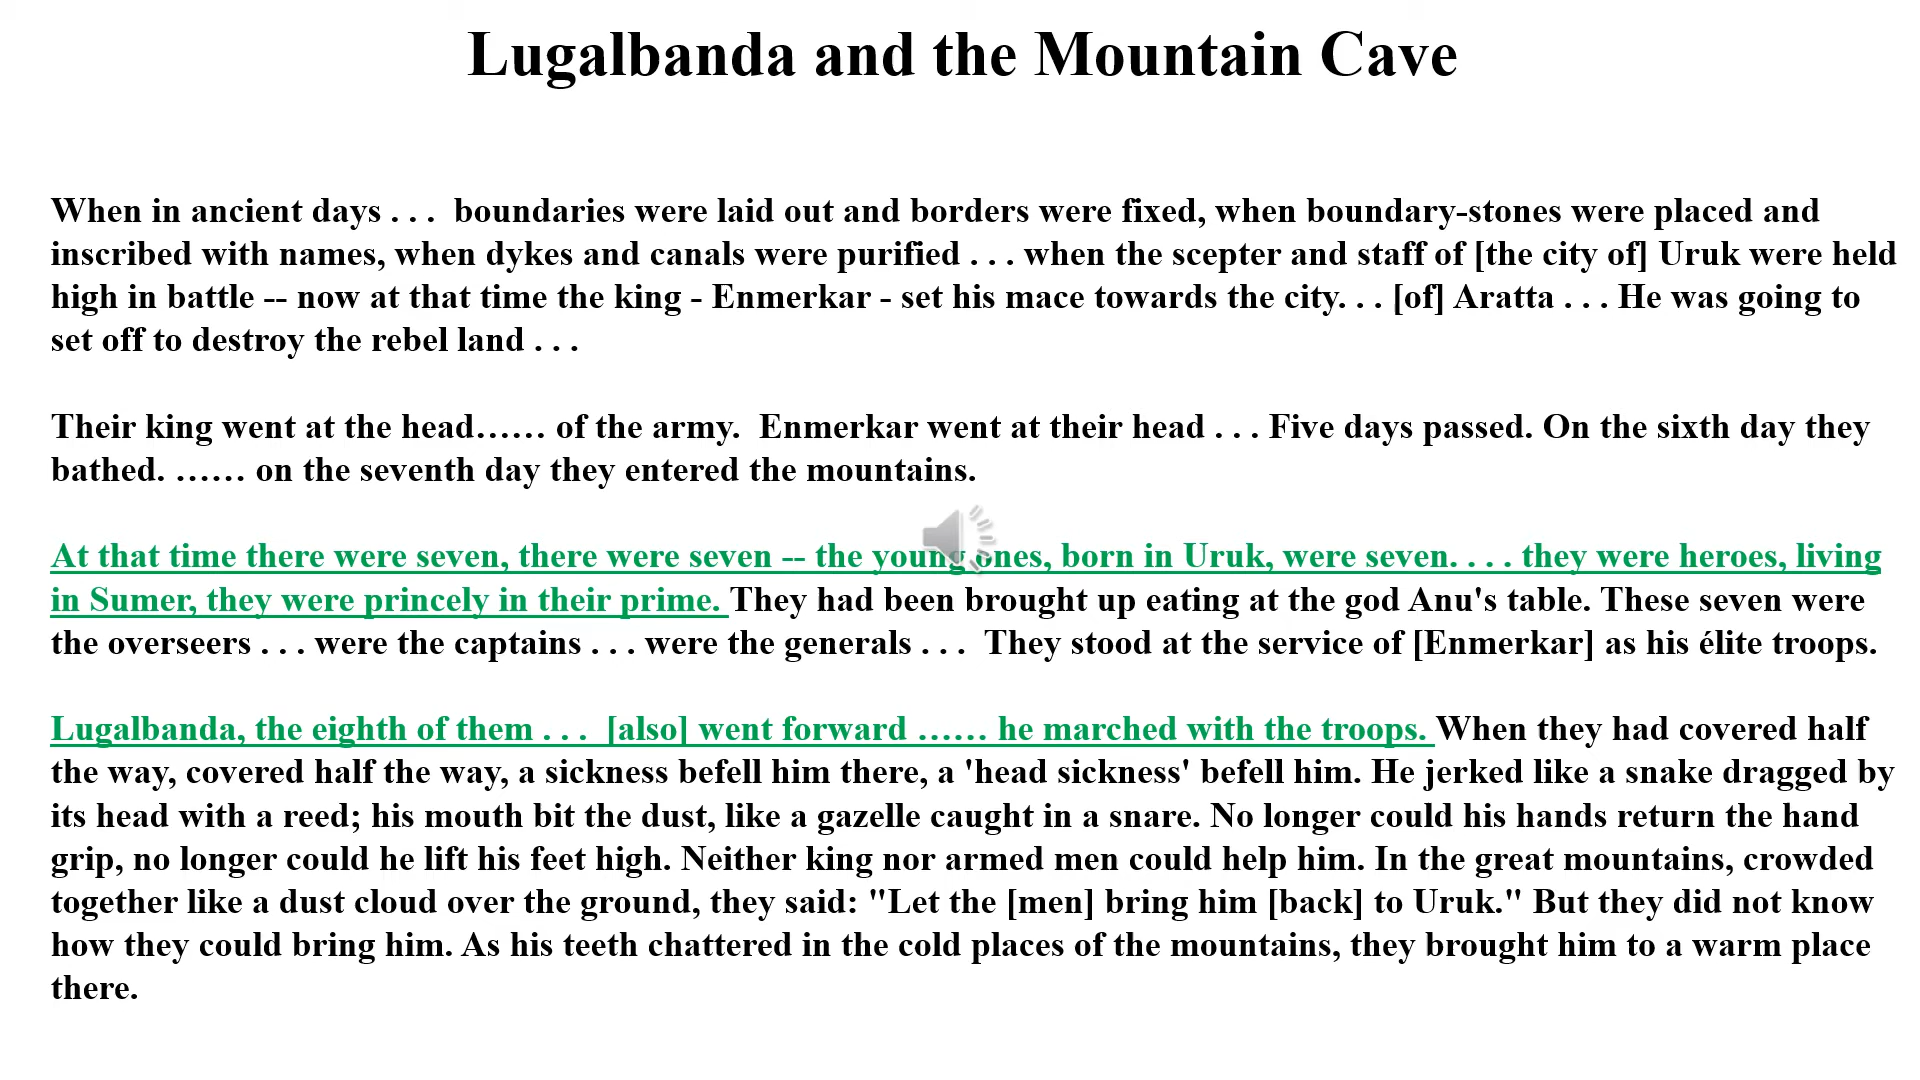 Lugalbanda and the Mountain Cave
When in ancient days . . .  boundaries were laid out and borders were fixed, when boundary-stones were placed and
inscribed with names, when dykes and canals were purified . . . when the scepter and staff of [the city of] Uruk were held
high in battle -- now at that time the king - Enmerkar - set his mace towards the city. . . [of] Aratta . . . He was going to
set off to destroy the rebel land . . .
Their king went at the head…… of the army.  Enmerkar went at their head . . . Five days passed. On the sixth day they
bathed. …… on the seventh day they entered the mountains.
At that time there were seven, there were seven -- the young ones, born in Uruk, were seven. . . . they were heroes, living
in Sumer, they were princely in their prime. They had been brought up eating at the god Anu's table. These seven were
the overseers . . . were the captains . . . were the generals . . .  They stood at the service of [Enmerkar] as his élite troops.
Lugalbanda, the eighth of them . . .  [also] went forward …… he marched with the troops. When they had covered half
the way, covered half the way, a sickness befell him there, a 'head sickness' befell him. He jerked like a snake dragged by
its head with a reed; his mouth bit the dust, like a gazelle caught in a snare. No longer could his hands return the hand
grip, no longer could he lift his feet high. Neither king nor armed men could help him. In the great mountains, crowded
together like a dust cloud over the ground, they said: "Let the [men] bring him [back] to Uruk." But they did not know
how they could bring him. As his teeth chattered in the cold places of the mountains, they brought him to a warm place
there.